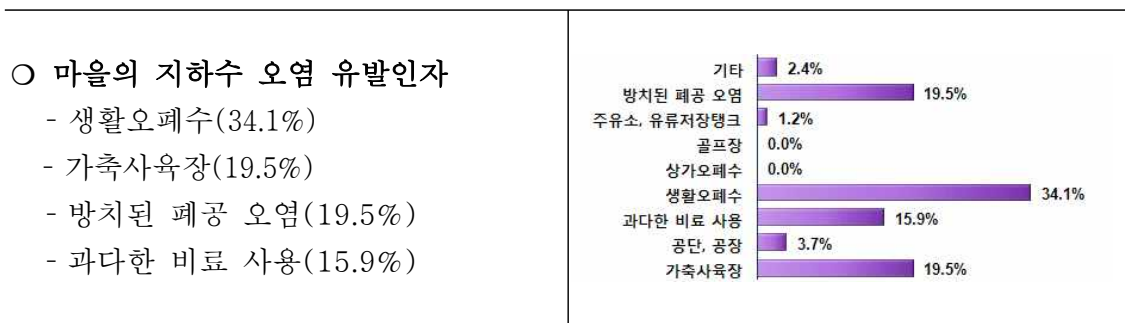 ❍ 마을의 지하수 오염 유발인자
- 생활오폐수(34.1%)
- 가축사육장(19.5%)
- 방치된 폐공 오염(19.5%)
- 과다한 비료 사용(15.9%)
기타 2.4%
방치된 폐공 오염 19.5%
주유소, 유류저장탱크 1.2%
골프장 0.0%
상가오폐수 0.0%
생활오폐수 34.1%
과다한 비료 사용 15.9%
공단, 공장 3.7%
가축사육장 19.5%